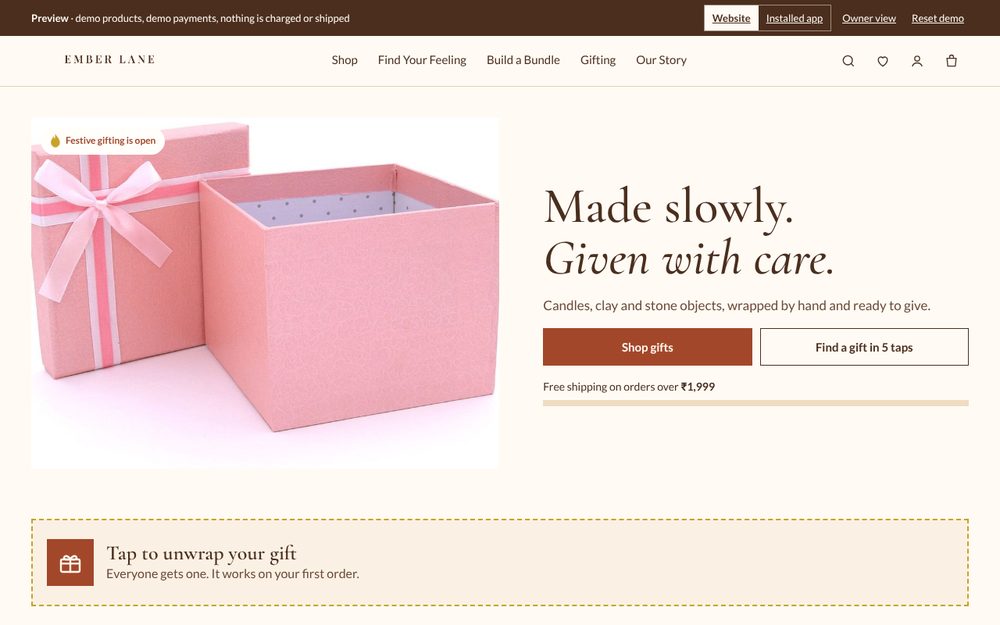 Preview - demo products, demo payments, nothing is charged or shipped
Website
Installed app
Owner view
Reset demo
EMBER LANE
Shop
Find Your Feeling
Build a Bundle
Gifting
Our Story
Festive gifting is open
Made slowly.
Given with care.
Candles, clay and stone objects, wrapped by hand and ready to give.
Shop gifts
Find a gift in 5 taps
Free shipping on orders over ₹1,999
Tap to unwrap your gift
Everyone gets one. It works on your first order.